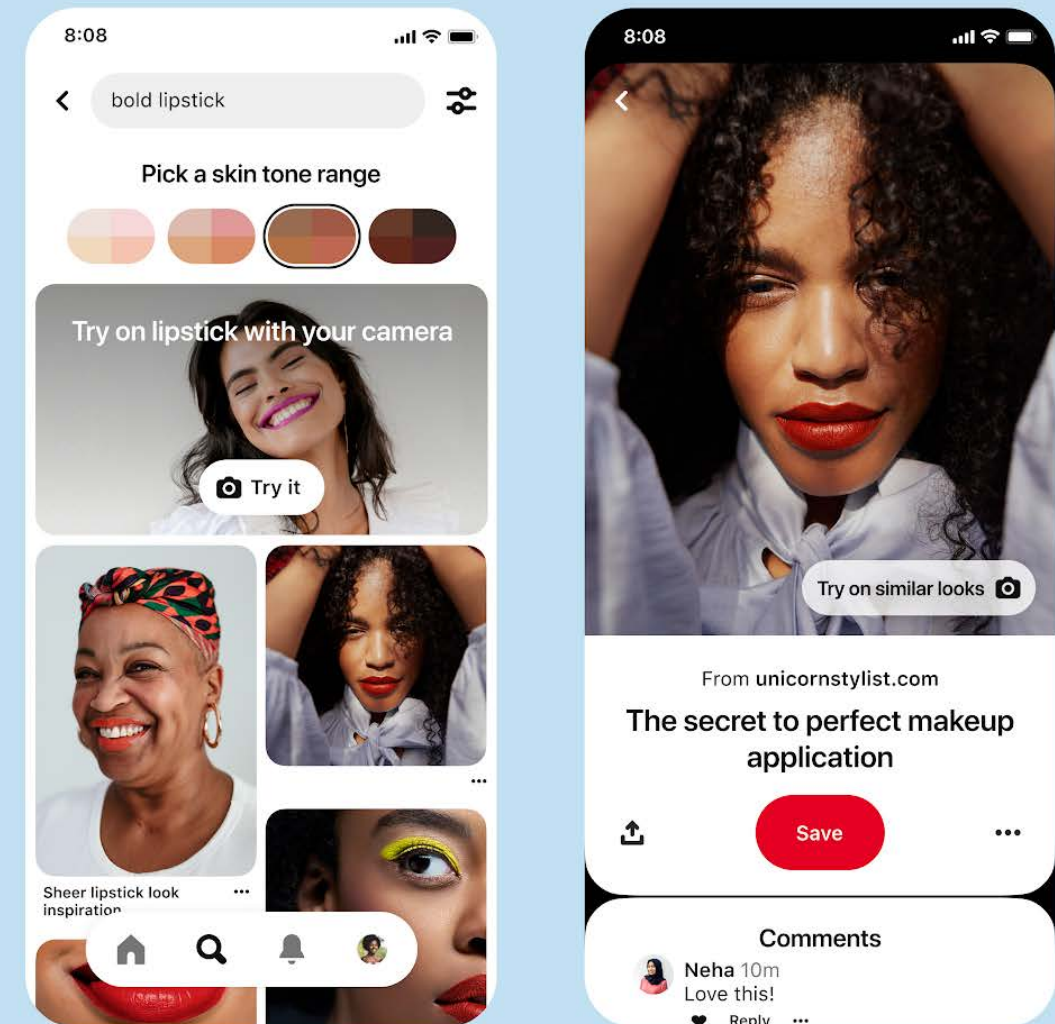 8:08
bold lipstick
Pick a skin tone range
Try on lipstick with your camera
Try it
Sheer lipstick look
inspiration
8:08
Try on similar looks
From unicornstylist.com
The secret to perfect makeup
application
Save
Comments
Neha 10m
Love this!
Reply